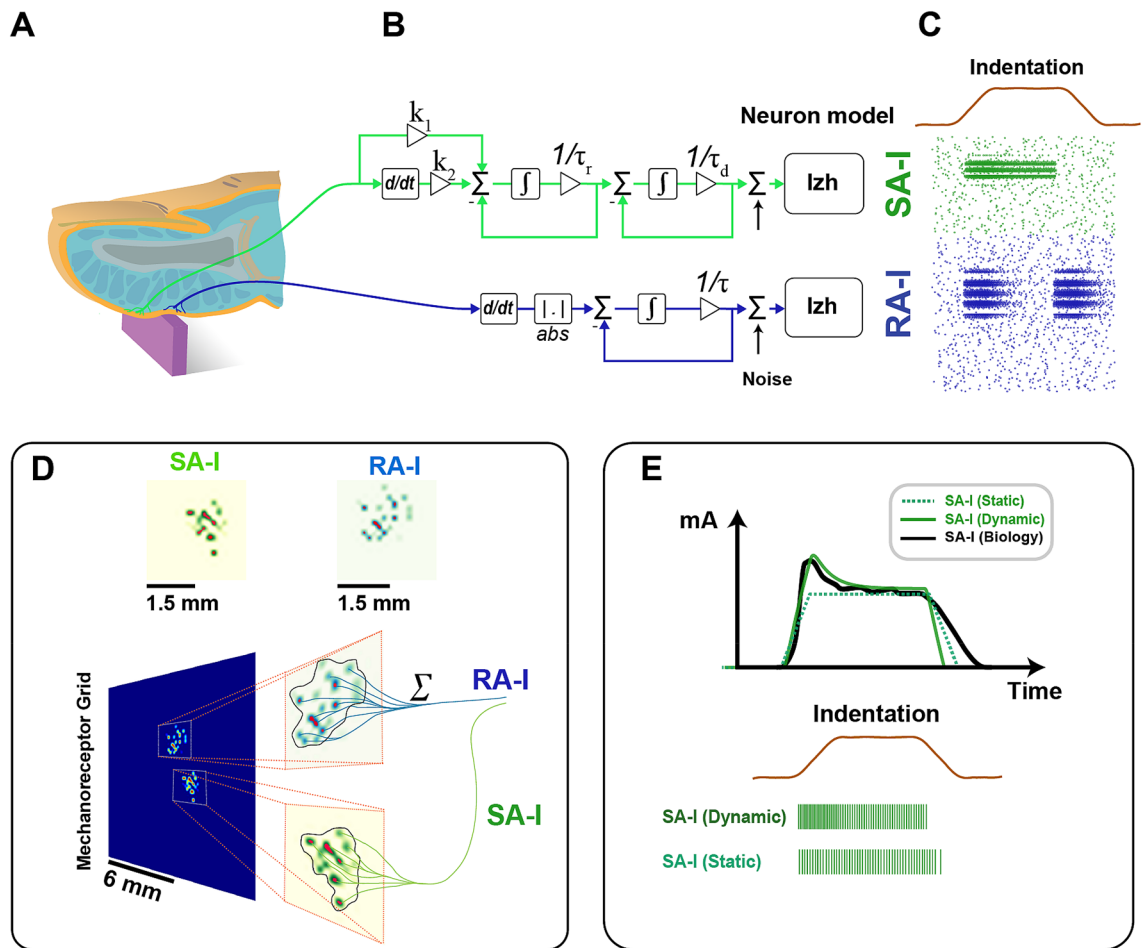 A
B
C
Indentation
Neuron model
k1
k2
d/dt
Σ
-
∫
1/τr
Σ
-
∫
1/τd
Σ
Izh
SA-I
d/dt
| . |
abs
Σ
-
∫
1/τ
Σ
Izh
Noise
RA-I
D
SA-I
RA-I
1.5 mm
1.5 mm
Mechanoreceptor Grid
6 mm
Σ
RA-I
SA-I
E
mA
SA-I (Static)
SA-I (Dynamic)
SA-I (Biology)
Time
Indentation
SA-I (Dynamic)
SA-I (Static)